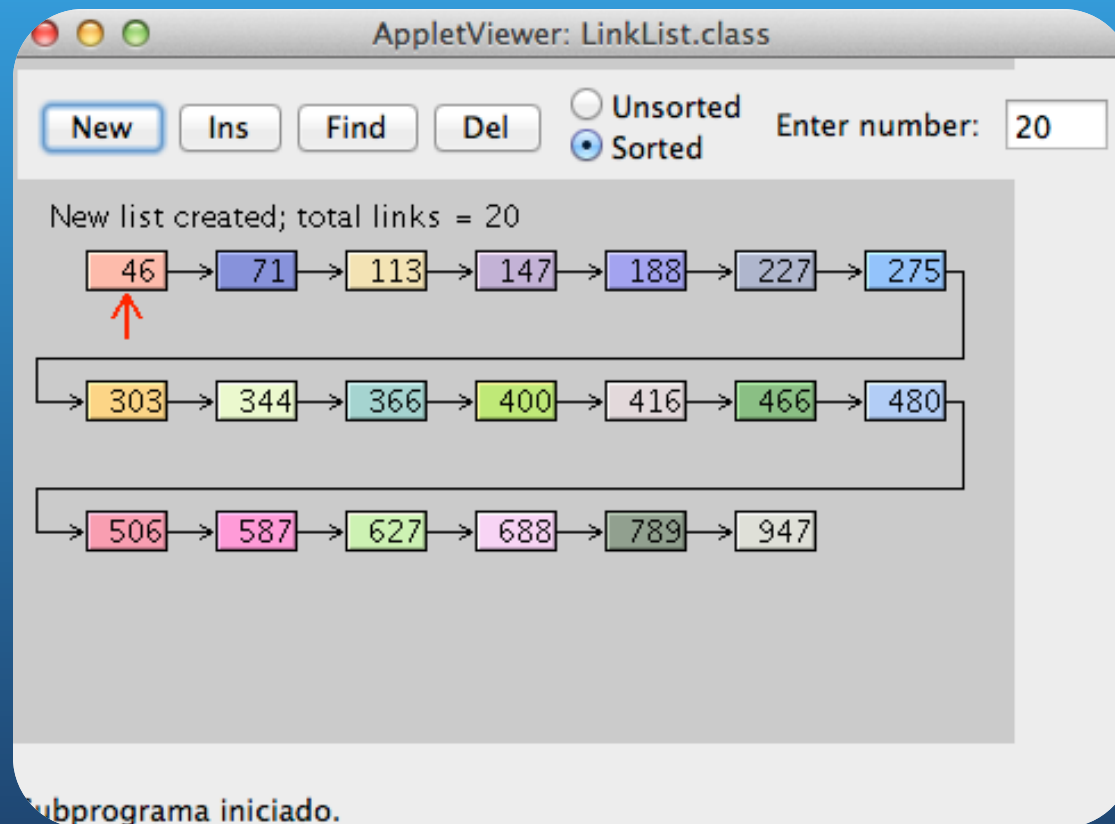 AppletViewer: LinkList.class
New Ins Find Del Unsorted Sorted Enter number: 20
New list created; total links = 20
46 71 113 147 188 227 275
303 344 366 400 416 466 480
506 587 627 688 789 947
ubprograma iniciado.